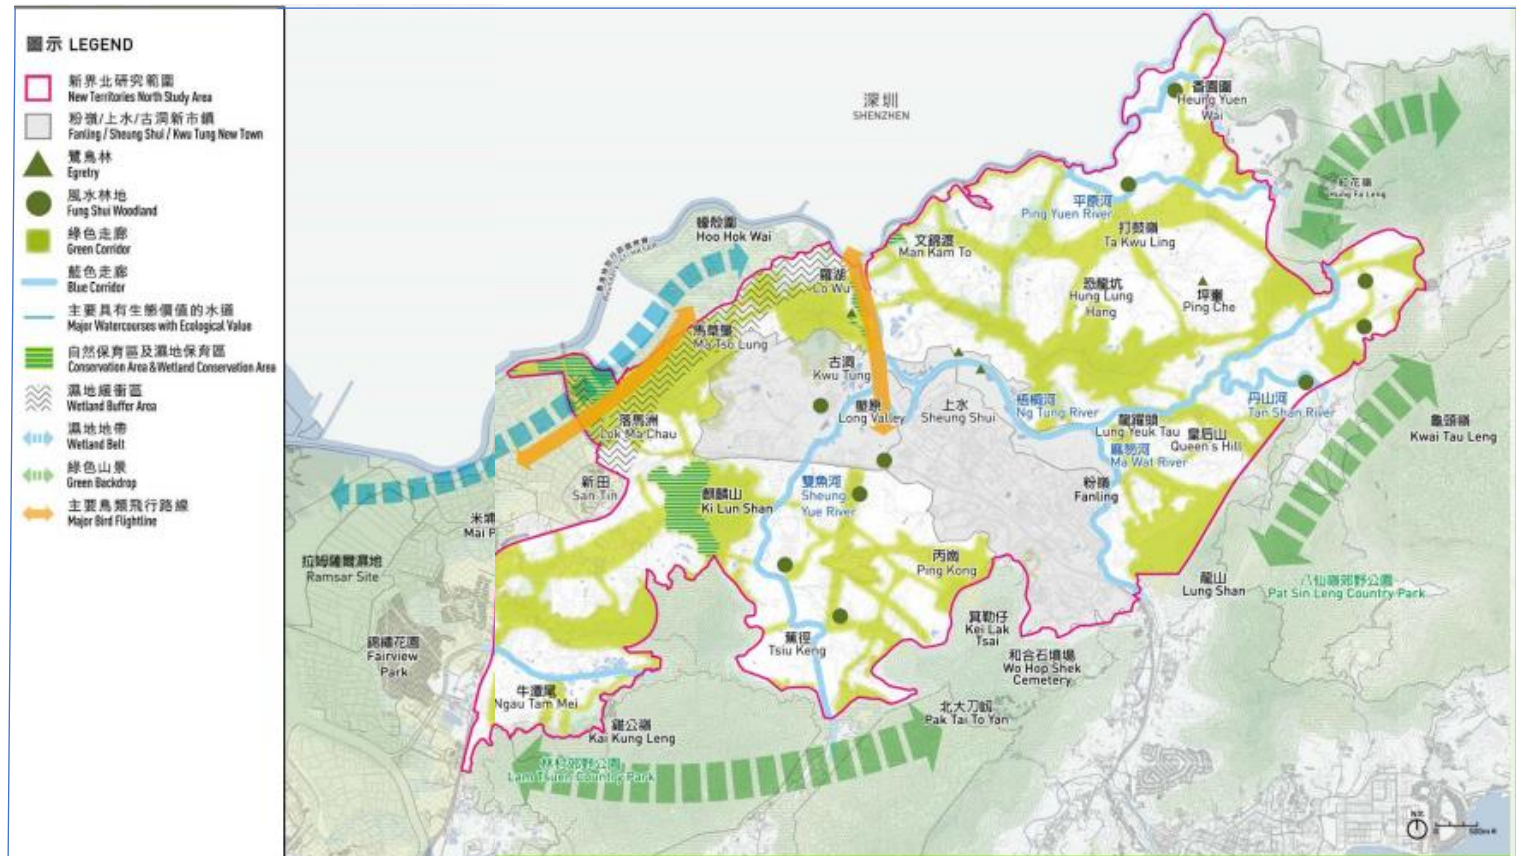 圖示 LEGEND
新界北研究範圍
New Territories North Study Area
粉嶺/上水/古洞新市鎮
Fanling / Sheung Shui / Kwu Tung New Town
鷺鳥林
Egretry
風水林地
Fung Shui Woodland
綠色走廊
Green Corridor
藍色走廊
Blue Corridor
主要具有生態價值的水道
Major Watercourses with Ecological Value
自然保育區及濕地保育區
Conservation Area & Wetland Conservation Area
濕地緩衝區
Wetland Buffer Area
濕地地帶
Wetland Belt
綠色山景
Green Backdrop
主要鳥類飛行路線
Major Bird Flightline
深圳
SHENZHEN
香園圍
Heung Yuen
Wai
紅花嶺
Hung Fa Leng
蠔殼圍
Hoo Hok Wai
平原河
Ping Yuen River
打鼓嶺
Ta Kwu Ling
文錦渡
Man Kam To
羅湖
Lo Wu
恐龍坑
Hung Lung
Hang
坪輋
Ping Che
馬草壟
Ma Tso Lung
古洞
Kwu Tung
塱原
Long Valley
上水
Sheung Shui
梧桐河
Ng Tung River
丹山河
Tan Shan River
龍躍頭
Lung Yeuk Tau
皇后山
Queen's Hill
龜頭嶺
Kwai Tau Leng
落馬洲
Lok Ma Chau
麻笏河
Ma Wat River
新田
San Tin
麒麟山
Ki Lun Shan
雙魚河
Sheung
Yue River
粉嶺
Fanling
米埔
Mai P
拉姆薩爾濕地
Ramsar Site
丙崗
Ping Kong
龍山
Lung Shan
八仙嶺郊野公園
Pat Sin Leng Country Park
錦繡花園
Fairview
Park
蕉徑
Tsiu Keng
箕勒仔
Kei Lak
Tsai
和合石墳場
Wo Hop Shek
Cemetery
牛潭尾
Ngau Tam Mei
雞公嶺
Kai Kung Leng
北大刀屻
Pak Tai To Yan
林村郊野公園
Lam Tsuen Country Park